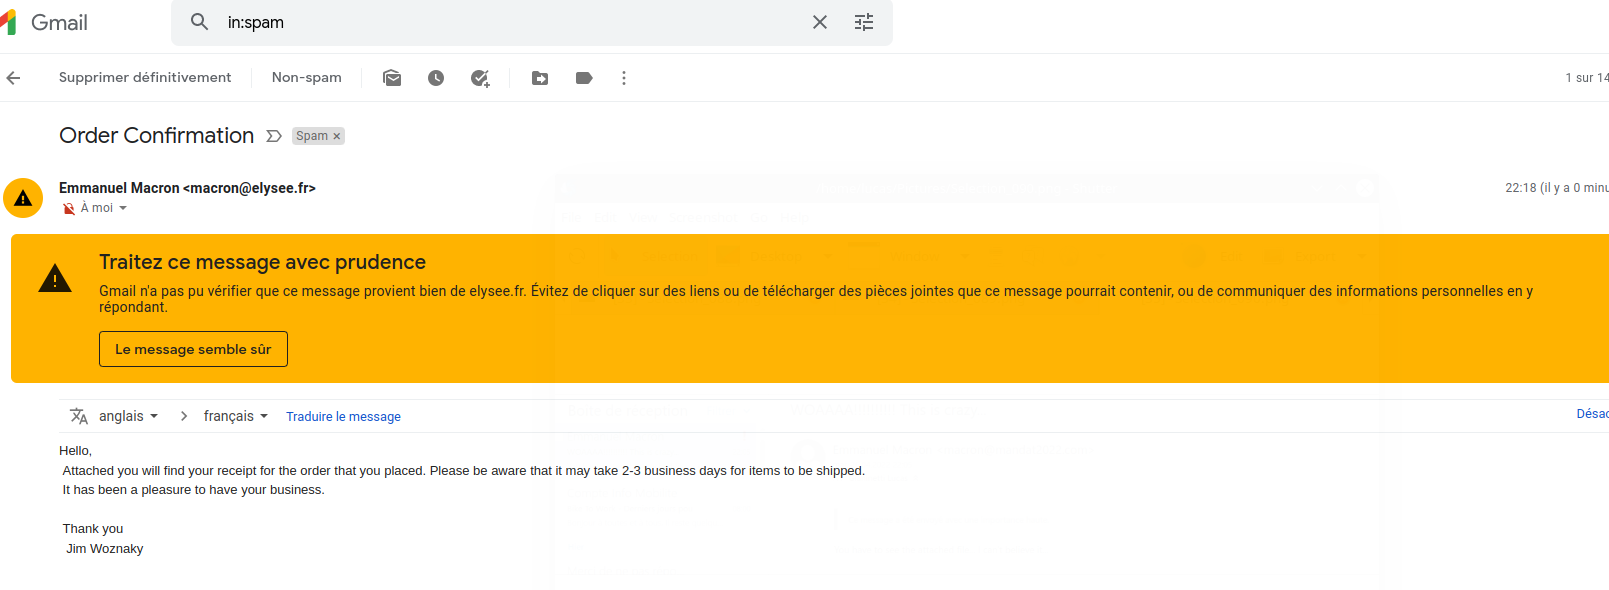 Gmail
in:spam
Supprimer définitivement
Non-spam
1 sur 14
Order Confirmation
Spam ×
Emmanuel Macron <macron@elysee.fr>
22:18 (il y a 0 minu
À moi
Traitez ce message avec prudence
Gmail n'a pas pu vérifier que ce message provient bien de elysee.fr. Évitez de cliquer sur des liens ou de télécharger des pièces jointes que ce message pourrait contenir, ou de communiquer des informations personnelles en y
répondant.
Le message semble sûr
anglais
français
Traduire le message
Désac
Hello,
Attached you will find your receipt for the order that you placed. Please be aware that it may take 2-3 business days for items to be shipped.
It has been a pleasure to have your business.
Thank you
Jim Woznaky